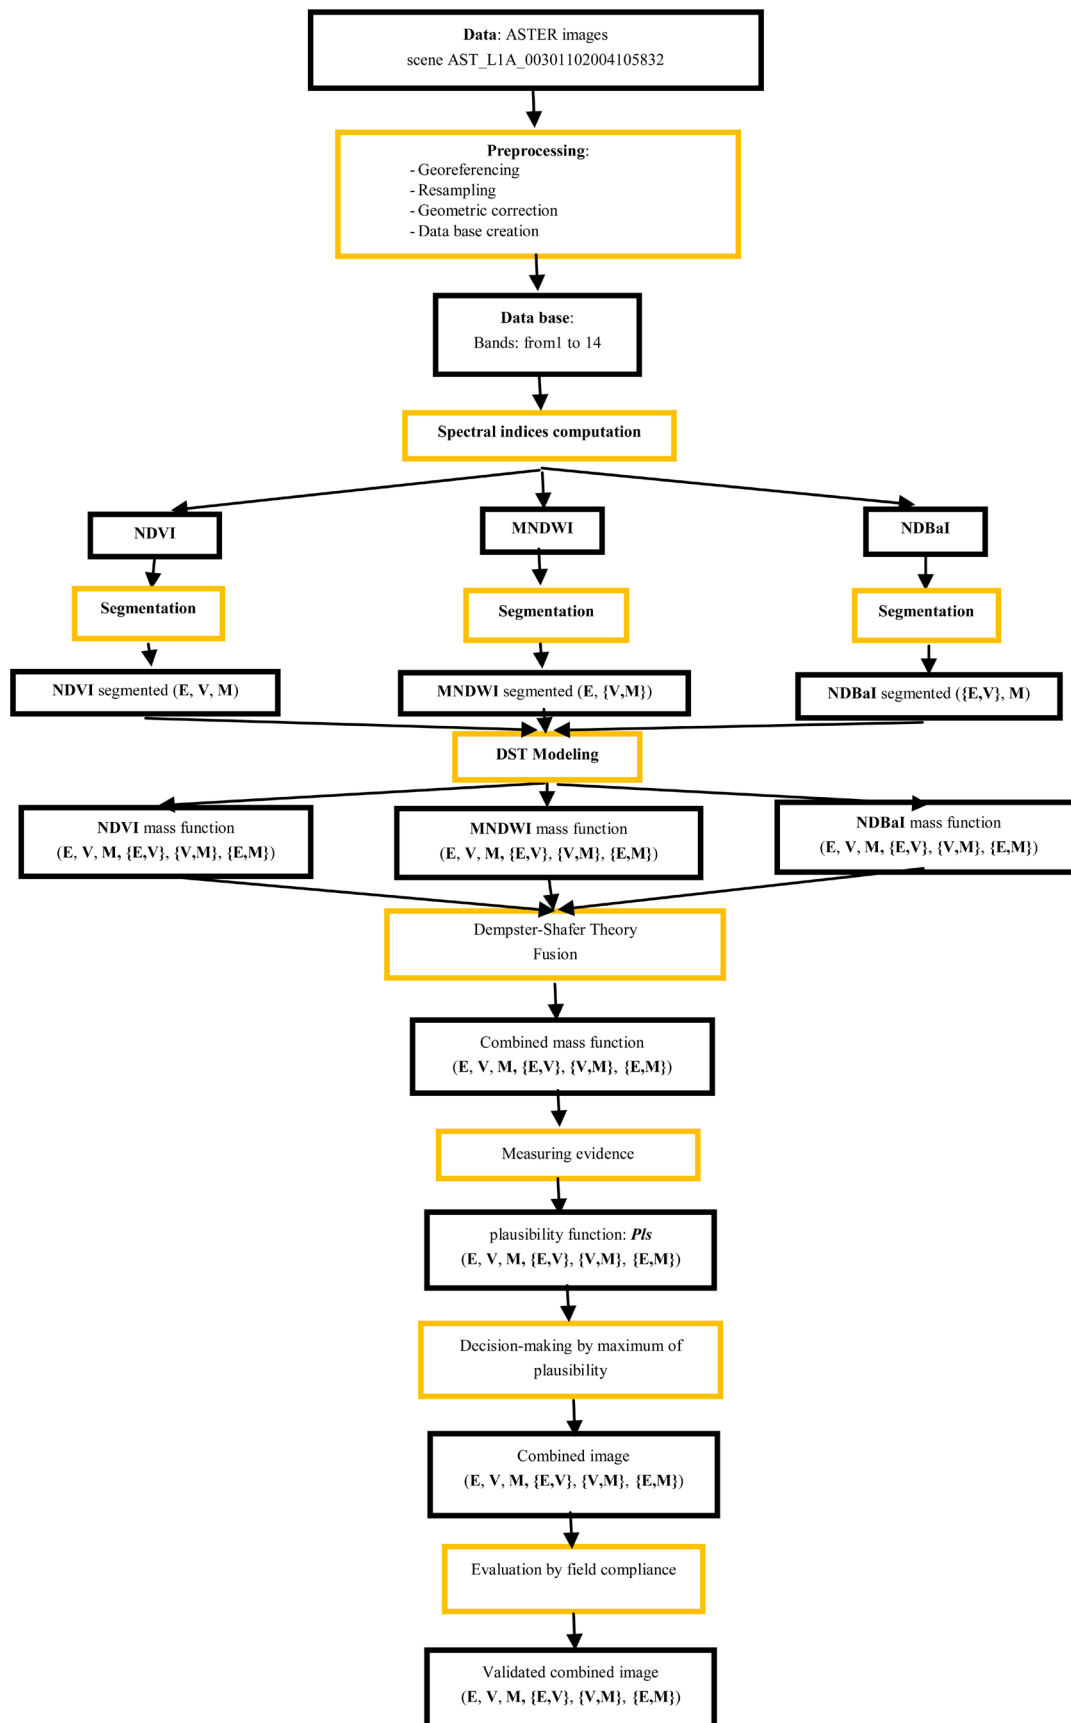 Data: ASTER images
scene AST_L1A_00301102004105832
Preprocessing:
- Georeferencing
- Resampling
- Geometric correction
- Data base creation
Data base:
Bands: from1 to 14
Spectral indices computation
NDVI
MNDWI
NDBaI
Segmentation
Segmentation
Segmentation
NDVI segmented (E, V, M)
MNDWI segmented (E, {V,M})
NDBaI segmented ({E,V}, M)
DST Modeling
NDVI mass function
(E, V, M, {E,V}, {V,M}, {E,M})
MNDWI mass function
(E, V, M, {E,V}, {V,M}, {E,M})
NDBaI mass function
(E, V, M, {E,V}, {V,M}, {E,M})
Dempster-Shafer Theory
Fusion
Combined mass function
(E, V, M, {E,V}, {V,M}, {E,M})
Measuring evidence
plausibility function: Pls
(E, V, M, {E,V}, {V,M}, {E,M})
Decision-making by maximum of
plausibility
Combined image
(E, V, M, {E,V}, {V,M}, {E,M})
Evaluation by field compliance
Validated combined image
(E, V, M, {E,V}, {V,M}, {E,M})